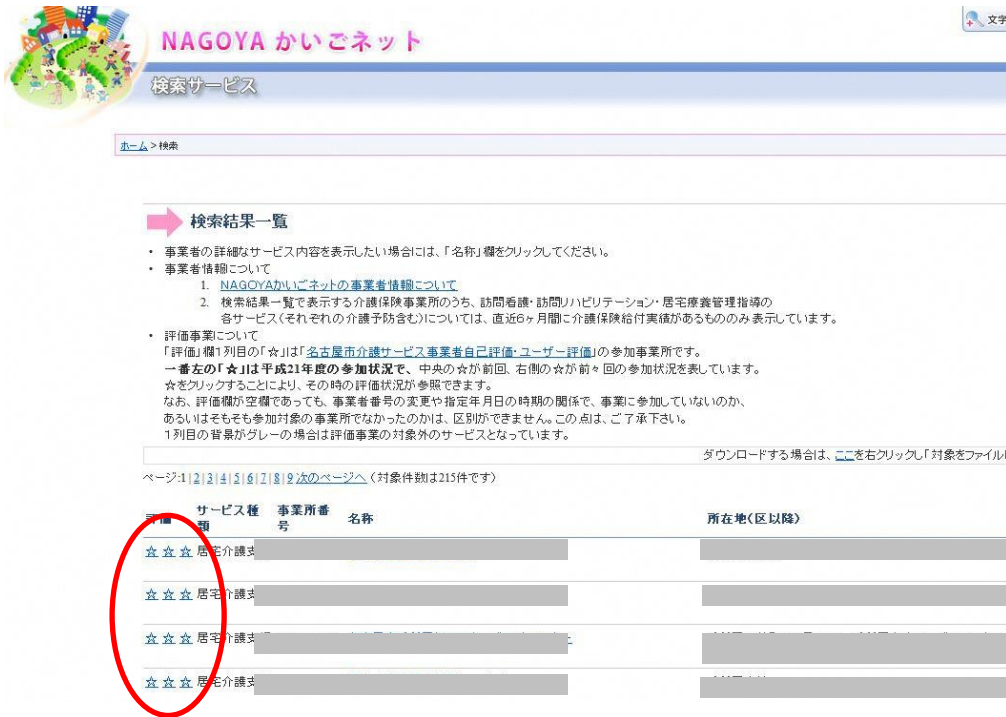 文字
NAGOYA かいごネット
検索サービス
ホーム > 検索
検索結果一覧
・ 事業者の詳細なサービス内容を表示したい場合には、「名称」欄をクリックしてください。
・ 事業者情報について
1. NAGOYAかいごネットの事業者情報について
2. 検索結果一覧で表示する介護保険事業所のうち、訪問看護・訪問リハビリテーション・居宅療養管理指導の
各サービス(それぞれの介護予防含む)については、直近6ヶ月間に介護保険給付実績があるもののみ表示しています。
・ 評価事業について
「評価」欄1列目の「☆」は「名古屋市介護サービス事業者自己評価・ユーザー評価」の参加事業所です。
一番左の「☆」は平成21年度の参加状況で、中央の☆が前回、右側の☆が前々回の参加状況を表しています。
☆をクリックすることにより、その時の評価状況が参照できます。
なお、評価欄が空欄であっても、事業者番号の変更や指定年月日の時期の関係で、事業に参加していないのか、
あるいはそもそも参加対象の事業所でなかったのかは、区別ができません。この点は、ご了承下さい。
1列目の背景がグレーの場合は評価事業の対象外のサービスとなっています。
ダウンロードする場合は、ここを右クリックし「対象をファイル
ページ:1|2|3|4|5|6|7|8|9 次のページへ (対象件数は215件です)
評価 サービス種類 事業所番号 名称 所在地(区以降)
☆ ☆ ☆ 居宅介護支
☆ ☆ ☆ 居宅介護支
☆ ☆ ☆ 居宅介護支
☆ ☆ ☆ 居宅介護支